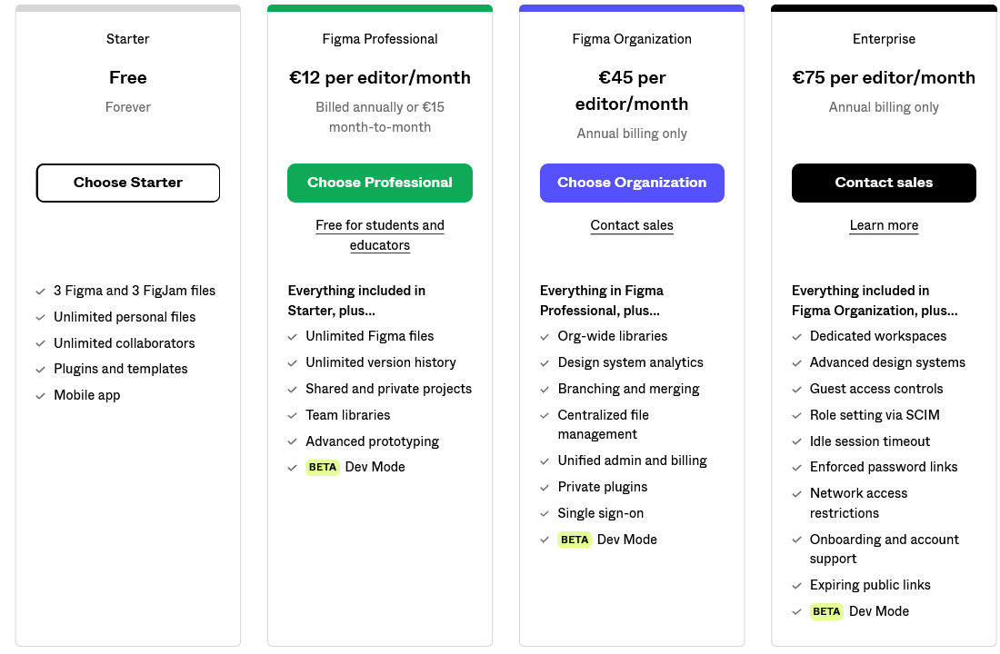 Starter
Free
Forever
Choose Starter
3 Figma and 3 FigJam files
Unlimited personal files
Unlimited collaborators
Plugins and templates
Mobile app
Figma Professional
€12 per editor/month
Billed annually or €15
month-to-month
Choose Professional
Free for students and
educators
Everything included in
Starter, plus...
Unlimited Figma files
Unlimited version history
Shared and private projects
Team libraries
Advanced prototyping
BETA Dev Mode
Figma Organization
€45 per
editor/month
Annual billing only
Choose Organization
Contact sales
Everything in Figma
Professional, plus...
Org-wide libraries
Design system analytics
Branching and merging
Centralized file
management
Unified admin and billing
Private plugins
Single sign-on
BETA Dev Mode
Enterprise
€75 per editor/month
Annual billing only
Contact sales
Learn more
Everything included in
Figma Organization, plus...
Dedicated workspaces
Advanced design systems
Guest access controls
Role setting via SCIM
Idle session timeout
Enforced password links
Network access
restrictions
Onboarding and account
support
Expiring public links
BETA Dev Mode